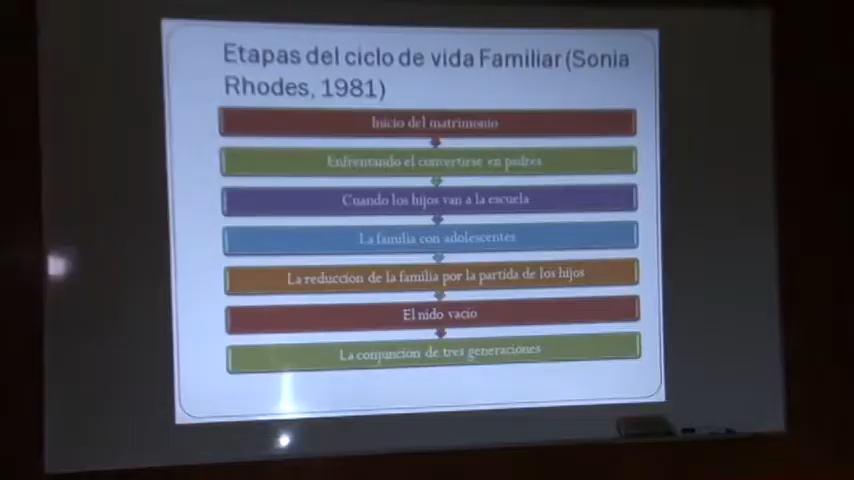 Etapas del ciclo de vida Familiar (Sonia
Rhodes, 1981)
Inicio del matrimonio
Enfrentando el convertirse en padres
Cuando los hijos van a la escuela
La familia con adolescentes
La reduccion de la familia por la partida de los hijos
El nido vacio
La conjuncion de tres generaciones